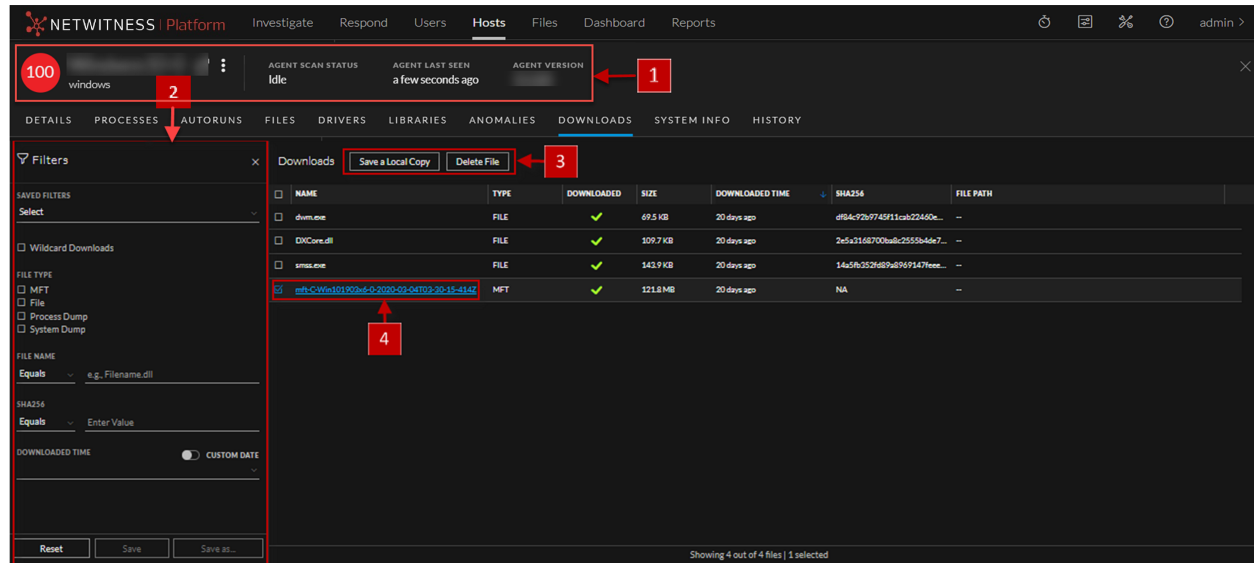 NETWITNESS | Platform Investigate Respond Users Hosts Files Dashboard Reports admin >
100 windows
AGENT SCAN STATUS AGENT LAST SEEN AGENT VERSION
Idle a few seconds ago
1
2
DETAILS PROCESSES AUTORUNS FILES DRIVERS LIBRARIES ANOMALIES DOWNLOADS SYSTEM INFO HISTORY
Filters
Downloads Save a Local Copy Delete File
3
SAVED FILTERS
Select
Wildcard Downloads
FILE TYPE
MFT
File
Process Dump
System Dump
FILE NAME
Equals e.g., Filename.dll
SHA256
Equals Enter Value
DOWNLOADED TIME CUSTOM DATE
Reset Save Save as...
NAME TYPE DOWNLOADED SIZE DOWNLOADED TIME SHA256 FILE PATH
dwm.exe FILE 69.5 KB 20 days ago df84c92b9745f11cab22460e... --
DXCore.dll FILE 109.7 KB 20 days ago 2e5a3168700ba8c2555b4de7... --
smss.exe FILE 143.9 KB 20 days ago 14a5fb352fd89a8969147feee... --
mft-C-Win101903x6-0-2020-03-04T03-30-15-414Z MFT 121.8 MB 20 days ago NA --
4
Showing 4 out of 4 files | 1 selected